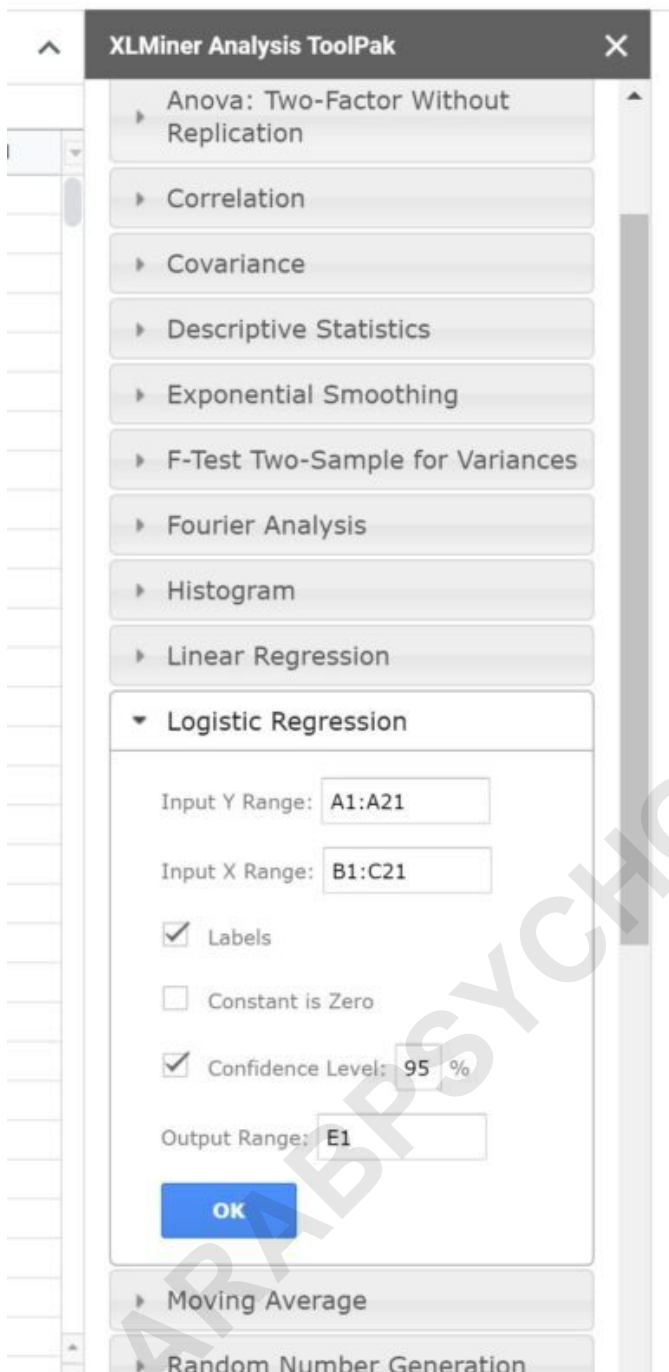 XLMiner Analysis ToolPak
Anova: Two-Factor Without
Replication
Correlation
Covariance
Descriptive Statistics
Exponential Smoothing
F-Test Two-Sample for Variances
Fourier Analysis
Histogram
Linear Regression
Logistic Regression
Input Y Range: A1:A21
Input X Range: B1:C21
Labels
Constant is Zero
Confidence Level: 95 %
Output Range: E1
OK
Moving Average
Random Number Generation
ARABPSYCHO